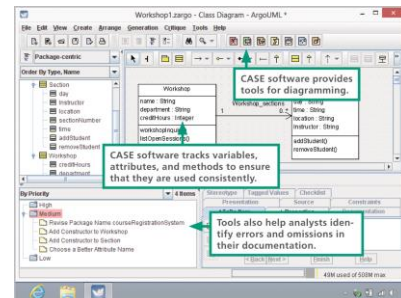 Workshop1.zargo - Class Diagram - ArgoUML *
File Edit View Create Arrange Generation Critique Tools Help
Package-centric
Order By Type, Name
Section
day
instructor
location
sectionNumber
time
addStudent
removeStudent
Workshop
creditHours
department
Workshop
name : String
department : String
creditHours : Integer
workshopInquiry()
listOpenSessions()
1
Workshop_sections
0..*
time : String
location : String
instructor : String
addStudent()
removeStudent()
CASE software provides
tools for diagramming.
CASE software tracks variables,
attributes, and methods to ensure
that they are used consistently.
By Priority
4 Items
High
Medium
Revise Package Name courseRegistrationSystem
Add Constructor to Workshop
Add Constructor to Section
Choose a Better Attribute Name
Low
Stereotype Tagged Values Checklist
Presentation Source Constraints
Tools also help analysts iden-
tify errors and omissions in
their documentation.
Back Next Finish Help
49M used of 508M max